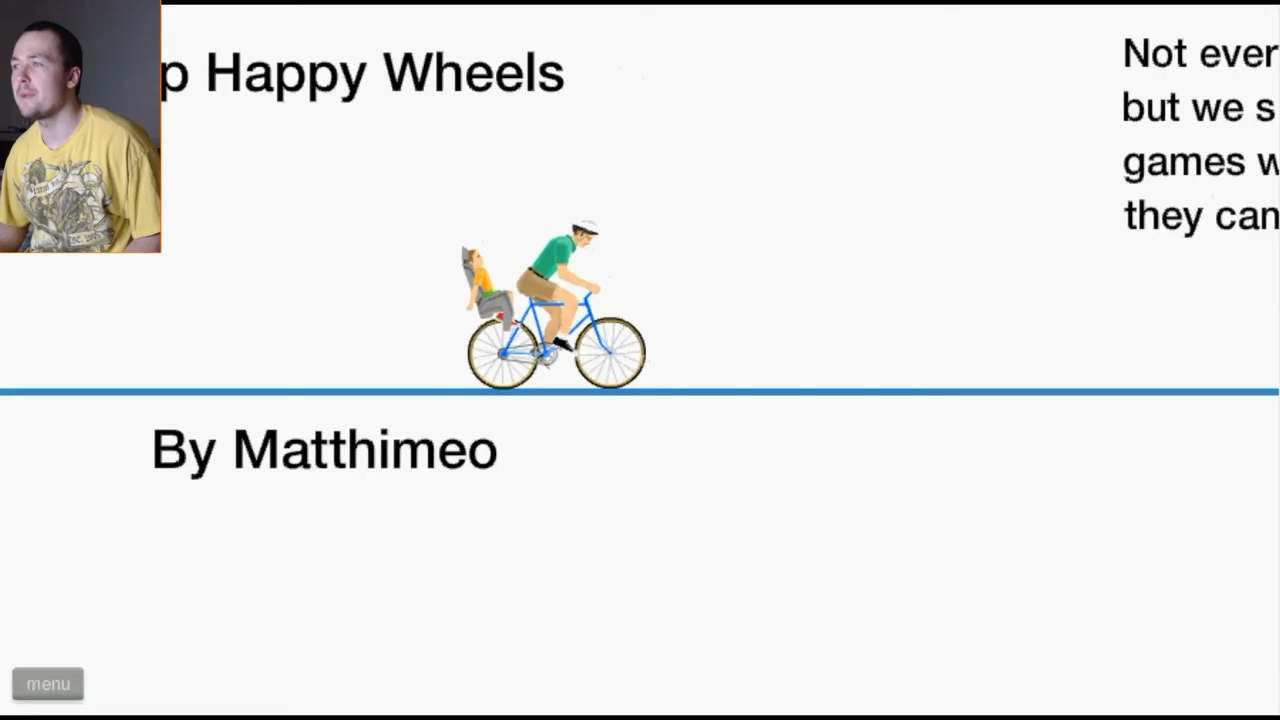 p Happy Wheels
Not ever
but we s
games w
they can
By Matthimeo
menu